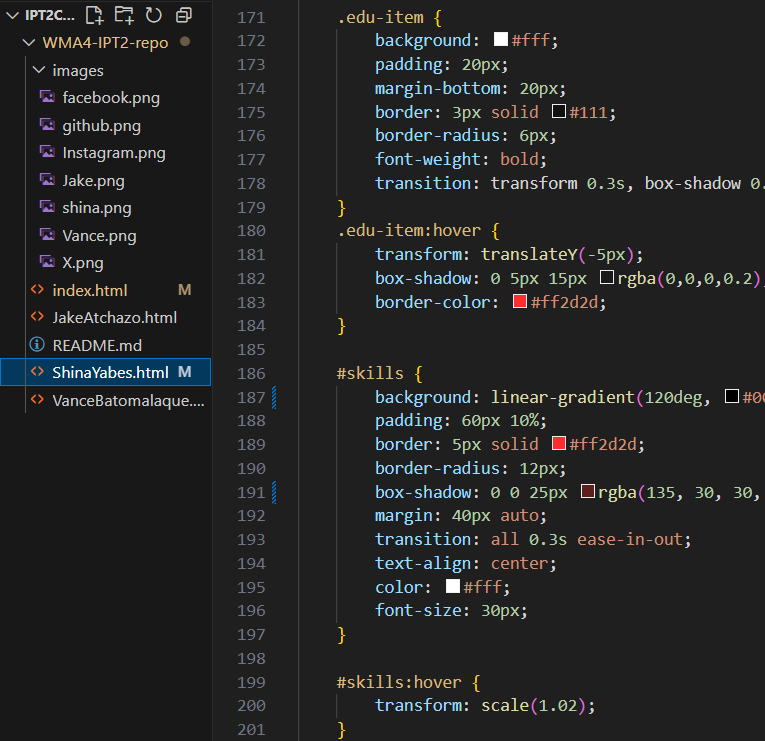 IPT2C...
WMA4-IPT2-repo
images
facebook.png
github.png
Instagram.png
Jake.png
shina.png
Vance.png
X.png
index.html M
JakeAtchazo.html
README.md
ShinaYabes.html M
VanceBatomalaque....
171 .edu-item {
172 background: #fff;
173 padding: 20px;
174 margin-bottom: 20px;
175 border: 3px solid #111;
176 border-radius: 6px;
177 font-weight: bold;
178 transition: transform 0.3s, box-shadow 0.
179 }
180 .edu-item:hover {
181 transform: translateY(-5px);
182 box-shadow: 0 5px 15px rgba(0,0,0,0.2)
183 border-color: #ff2d2d;
184 }
185
186 #skills {
187 background: linear-gradient(120deg, #00
188 padding: 60px 10%;
189 border: 5px solid #ff2d2d;
190 border-radius: 12px;
191 box-shadow: 0 0 25px rgba(135, 30, 30,
192 margin: 40px auto;
193 transition: all 0.3s ease-in-out;
194 text-align: center;
195 color: #fff;
196 font-size: 30px;
197 }
198
199 #skills:hover {
200 transform: scale(1.02);
201 }